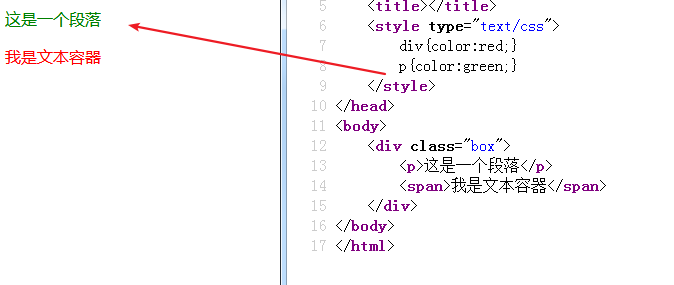 这是一个段落
我是文本容器
5 <title></title>
6 <style type="text/css">
7 div{color:red;}
8 p{color:green;}
9 </style>
10 </head>
11 <body>
12 <div class="box">
13 <p>这是一个段落</p>
14 <span>我是文本容器</span>
15 </div>
16 </body>
17 </html>